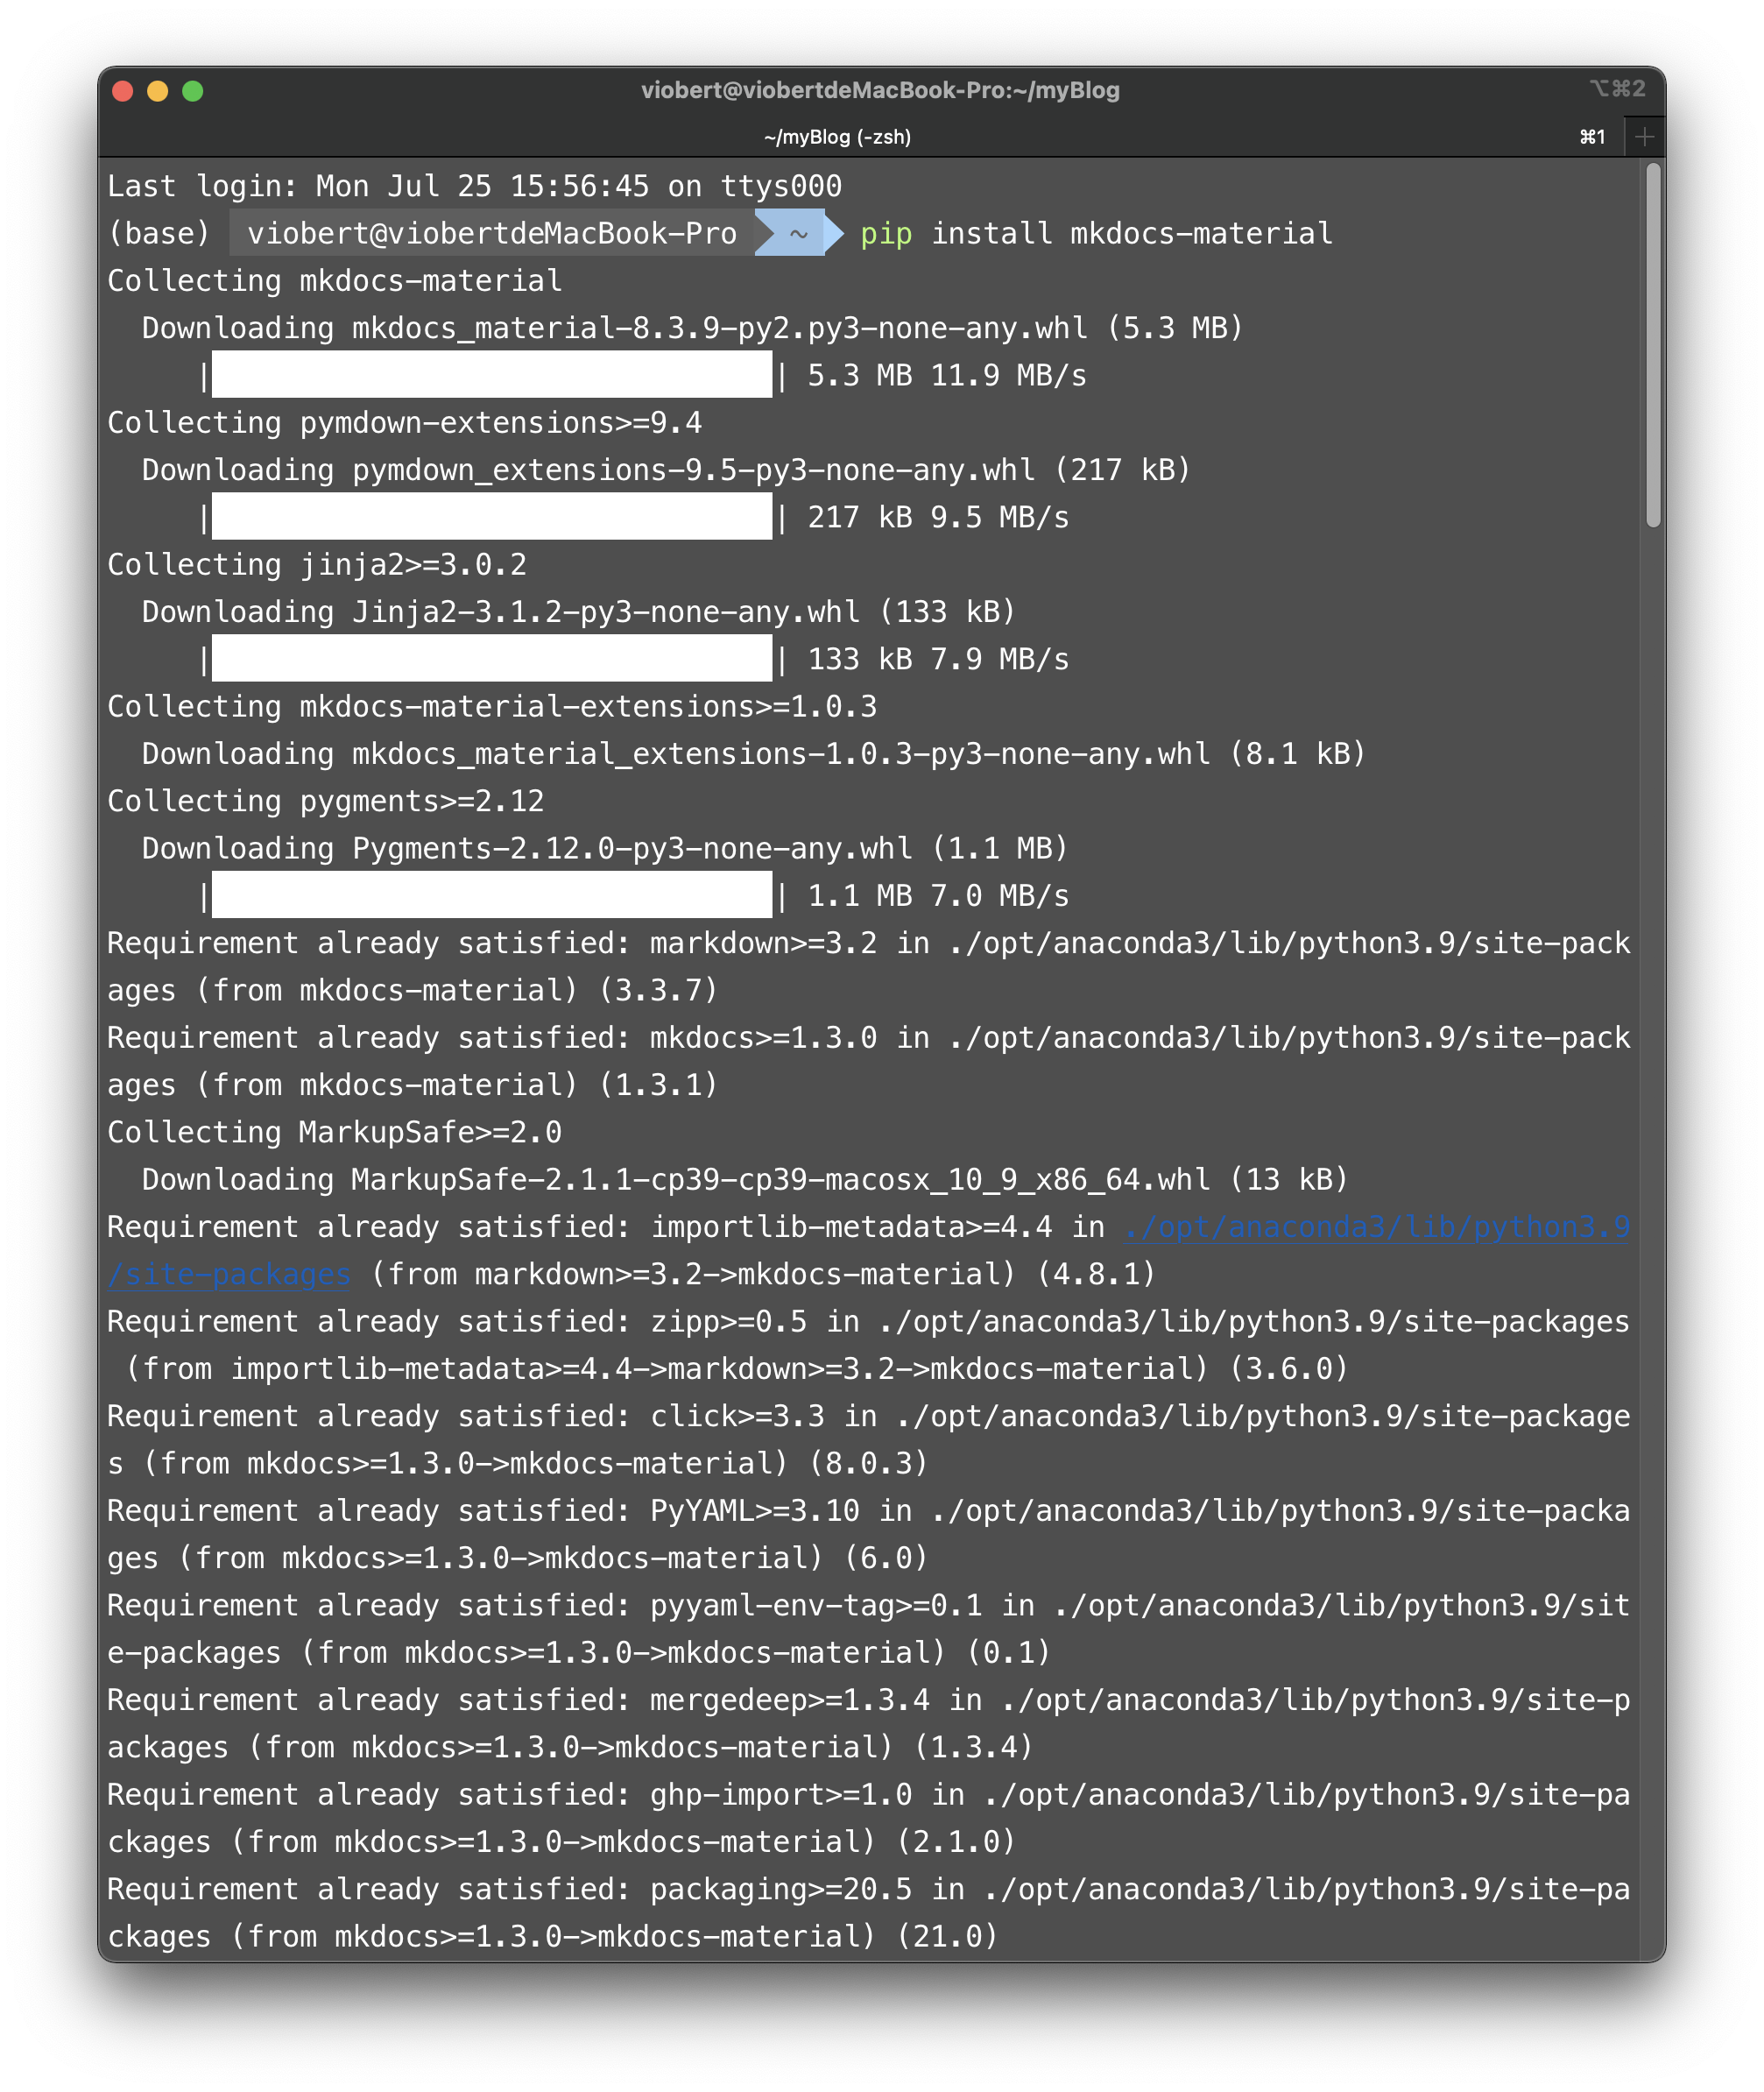 viobert@viobertdeMacBook-Pro:~/myBlog
⌥⌘2
~/myBlog (-zsh)
⌘1
Last login: Mon Jul 25 15:56:45 on ttys000
(base) viobert@viobertdeMacBook-Pro ~ pip install mkdocs-material
Collecting mkdocs-material
  Downloading mkdocs_material-8.3.9-py2.py3-none-any.whl (5.3 MB)
     | | 5.3 MB 11.9 MB/s
Collecting pymdown-extensions>=9.4
  Downloading pymdown_extensions-9.5-py3-none-any.whl (217 kB)
     | | 217 kB 9.5 MB/s
Collecting jinja2>=3.0.2
  Downloading Jinja2-3.1.2-py3-none-any.whl (133 kB)
     | | 133 kB 7.9 MB/s
Collecting mkdocs-material-extensions>=1.0.3
  Downloading mkdocs_material_extensions-1.0.3-py3-none-any.whl (8.1 kB)
Collecting pygments>=2.12
  Downloading Pygments-2.12.0-py3-none-any.whl (1.1 MB)
     | | 1.1 MB 7.0 MB/s
Requirement already satisfied: markdown>=3.2 in ./opt/anaconda3/lib/python3.9/site-pack
ages (from mkdocs-material) (3.3.7)
Requirement already satisfied: mkdocs>=1.3.0 in ./opt/anaconda3/lib/python3.9/site-pack
ages (from mkdocs-material) (1.3.1)
Collecting MarkupSafe>=2.0
  Downloading MarkupSafe-2.1.1-cp39-cp39-macosx_10_9_x86_64.whl (13 kB)
Requirement already satisfied: importlib-metadata>=4.4 in ./opt/anaconda3/lib/python3.9
/site-packages (from markdown>=3.2->mkdocs-material) (4.8.1)
Requirement already satisfied: zipp>=0.5 in ./opt/anaconda3/lib/python3.9/site-packages
 (from importlib-metadata>=4.4->markdown>=3.2->mkdocs-material) (3.6.0)
Requirement already satisfied: click>=3.3 in ./opt/anaconda3/lib/python3.9/site-package
s (from mkdocs>=1.3.0->mkdocs-material) (8.0.3)
Requirement already satisfied: PyYAML>=3.10 in ./opt/anaconda3/lib/python3.9/site-packa
ges (from mkdocs>=1.3.0->mkdocs-material) (6.0)
Requirement already satisfied: pyyaml-env-tag>=0.1 in ./opt/anaconda3/lib/python3.9/sit
e-packages (from mkdocs>=1.3.0->mkdocs-material) (0.1)
Requirement already satisfied: mergedeep>=1.3.4 in ./opt/anaconda3/lib/python3.9/site-p
ackages (from mkdocs>=1.3.0->mkdocs-material) (1.3.4)
Requirement already satisfied: ghp-import>=1.0 in ./opt/anaconda3/lib/python3.9/site-pa
ckages (from mkdocs>=1.3.0->mkdocs-material) (2.1.0)
Requirement already satisfied: packaging>=20.5 in ./opt/anaconda3/lib/python3.9/site-pa
ckages (from mkdocs>=1.3.0->mkdocs-material) (21.0)